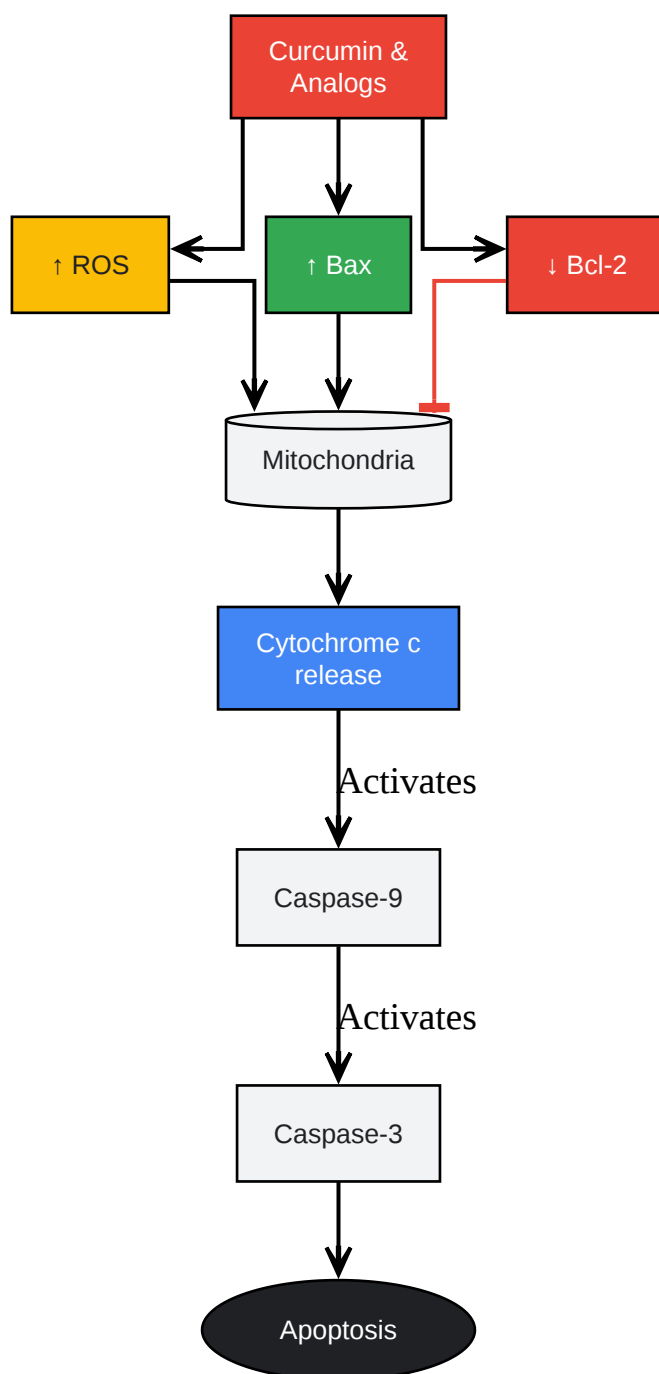 Curcumin &
Analogs
↑ ROS
↑ Bax
↓ Bcl-2
Mitochondria
Cytochrome c
release
Activates
Caspase-9
Activates
Caspase-3
Apoptosis